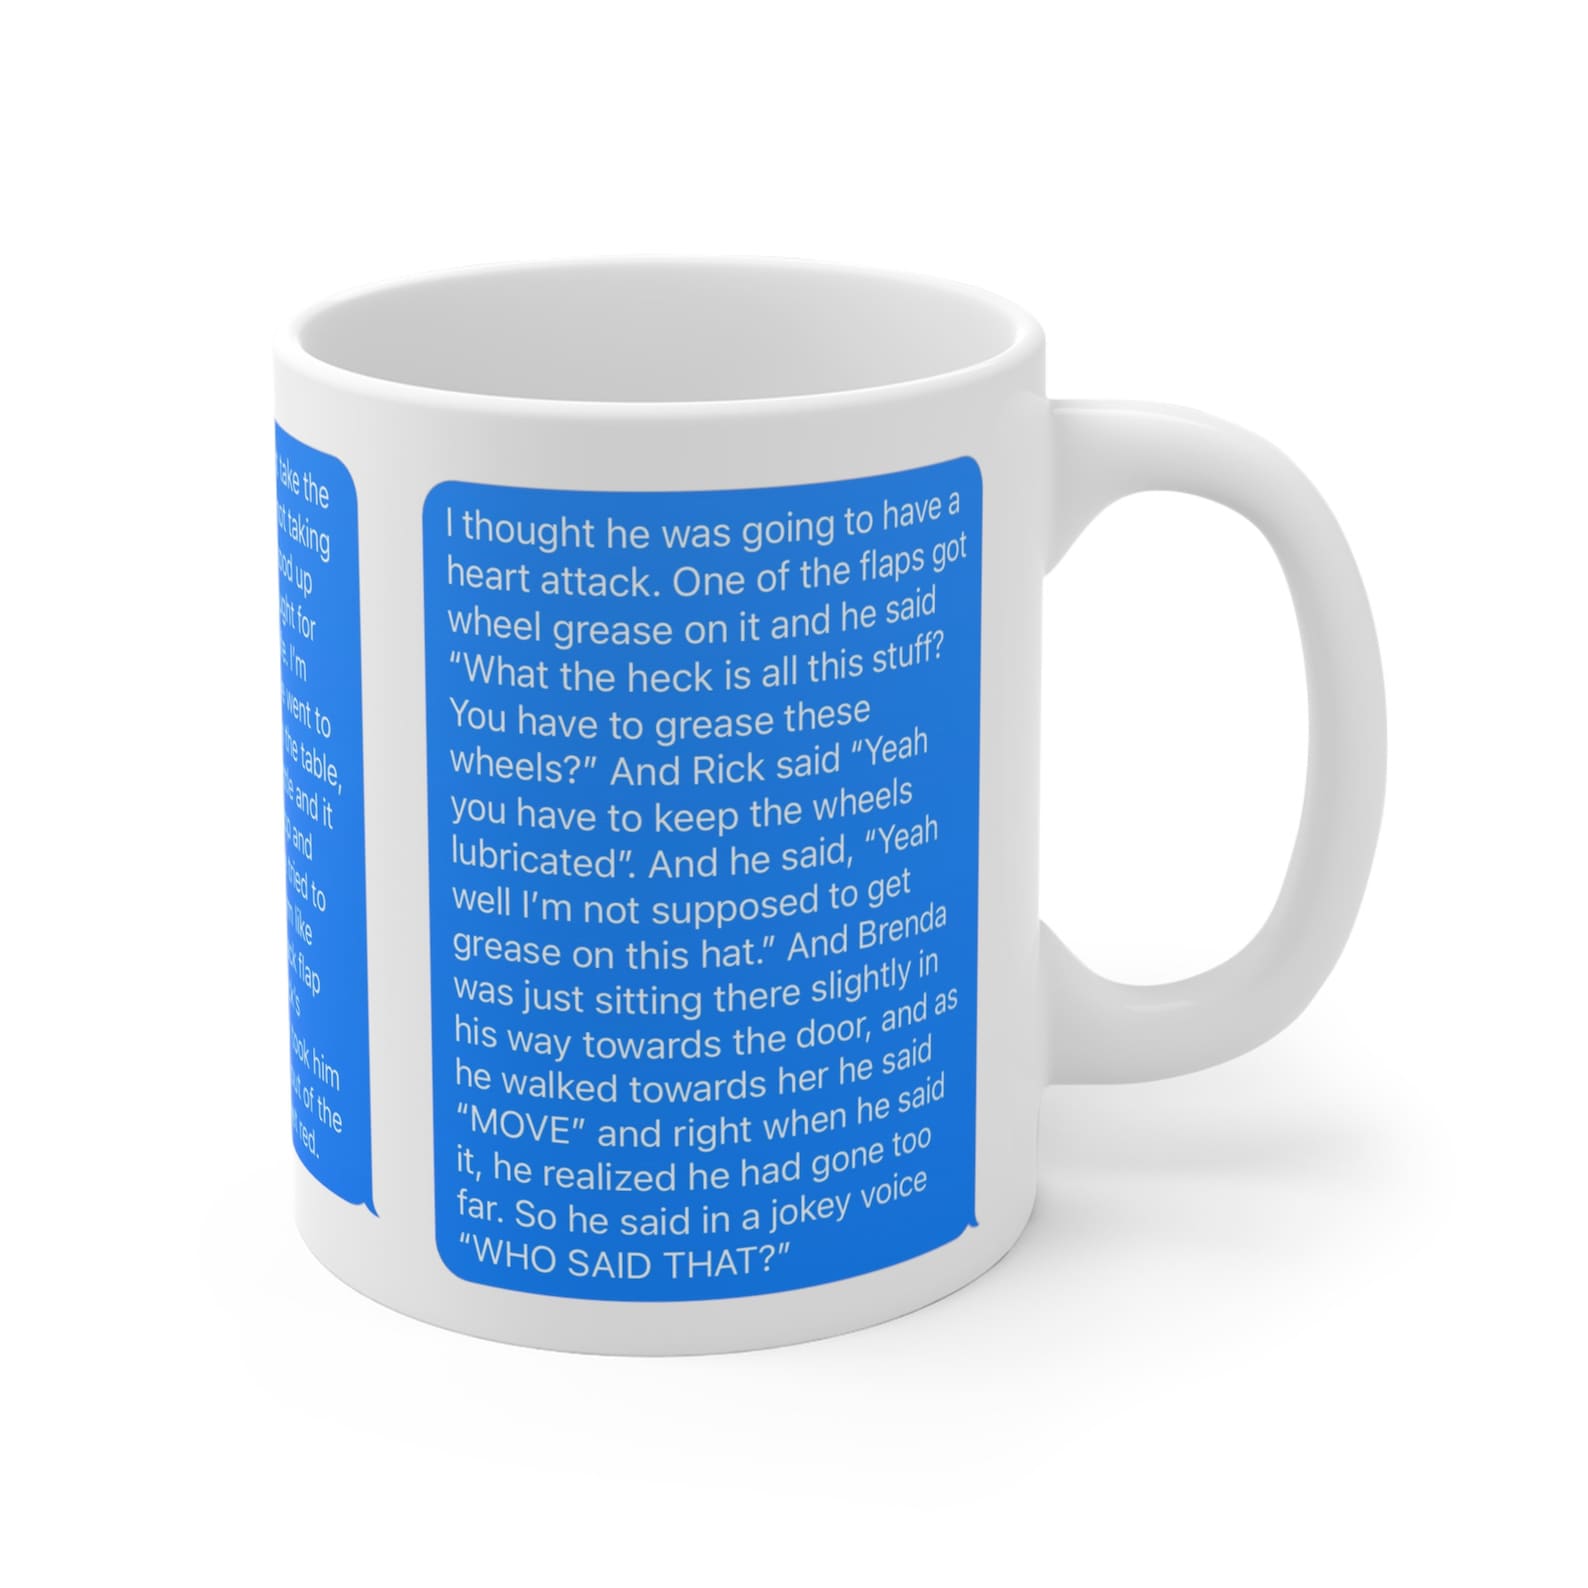 take the
taking
up
for
I'm
went to
the table,
and it
and
tried to
like
flap
took him
out of the
red.
I thought he was going to have a
heart attack. One of the flaps got
wheel grease on it and he said
“What the heck is all this stuff?
You have to grease these
wheels?” And Rick said “Yeah
you have to keep the wheels
lubricated”. And he said, “Yeah
well I’m not supposed to get
grease on this hat.” And Brenda
was just sitting there slightly in
his way towards the door, and as
he walked towards her he said
“MOVE” and right when he said
it, he realized he had gone too
far. So he said in a jokey voice
“WHO SAID THAT?”